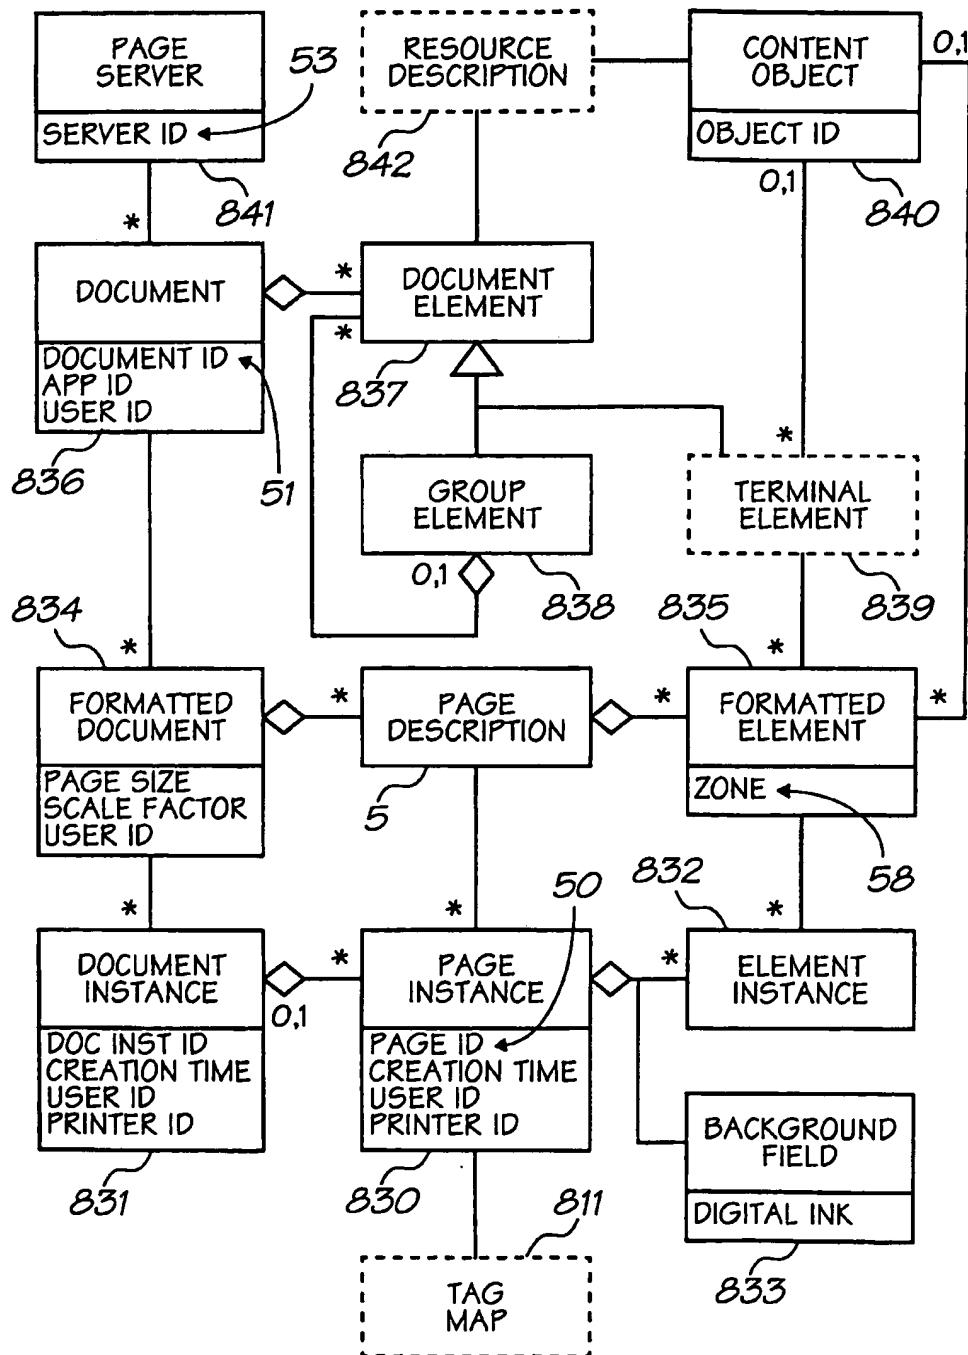 PAGE
SERVER
SERVER ID
53
841
RESOURCE
DESCRIPTION
842
CONTENT
OBJECT
OBJECT ID
0,1
0,1
840
*
DOCUMENT
DOCUMENT ID
APP ID
USER ID
836
51
*
*
DOCUMENT
ELEMENT
837
GROUP
ELEMENT
0,1
838
*
TERMINAL
ELEMENT
839
834
*
FORMATTED
DOCUMENT
PAGE SIZE
SCALE FACTOR
USER ID
*
PAGE
DESCRIPTION
5
835
*
*
*
FORMATTED
ELEMENT
ZONE
58
*
DOCUMENT
INSTANCE
0,1
DOC INST ID
CREATION TIME
USER ID
PRINTER ID
831
*
*
50
PAGE
INSTANCE
PAGE ID
CREATION TIME
USER ID
PRINTER ID
830
832
*
*
ELEMENT
INSTANCE
BACKGROUND
FIELD
DIGITAL INK
833
811
TAG
MAP